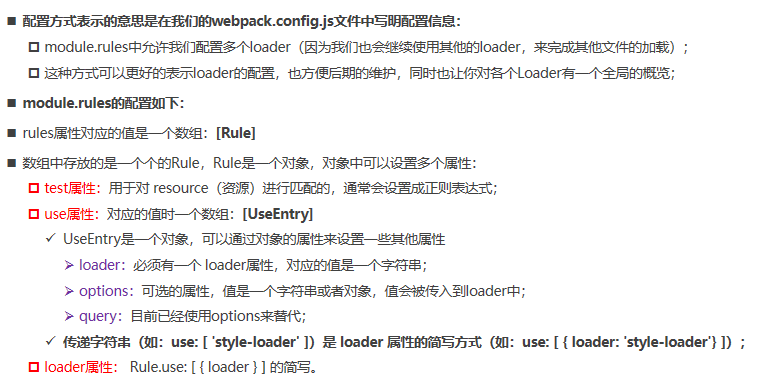 配置方式表示的意思是在我们的webpack.config.js文件中写明配置信息：
module.rules中允许我们配置多个loader（因为我们也会继续使用其他的loader，来完成其他文件的加载）；
这种方式可以更好的表示loader的配置，也方便后期的维护，同时也让你对各个Loader有一个全局的概览；
module.rules的配置如下：
rules属性对应的值是一个数组：[Rule]
数组中存放的是一个个的Rule，Rule是一个对象，对象中可以设置多个属性：
test属性：用于对 resource（资源）进行匹配的，通常会设置成正则表达式；
use属性：对应的值时一个数组：[UseEntry]
UseEntry是一个对象，可以通过对象的属性来设置一些其他属性
loader：必须有一个 loader属性，对应的值是一个字符串；
options：可选的属性，值是一个字符串或者对象，值会被传入到loader中；
query：目前已经使用options来替代；
传递字符串（如：use: [ 'style-loader' ]）是 loader 属性的简写方式（如：use: [ { loader: 'style-loader'} ]）；
loader属性： Rule.use: [ { loader } ] 的简写。